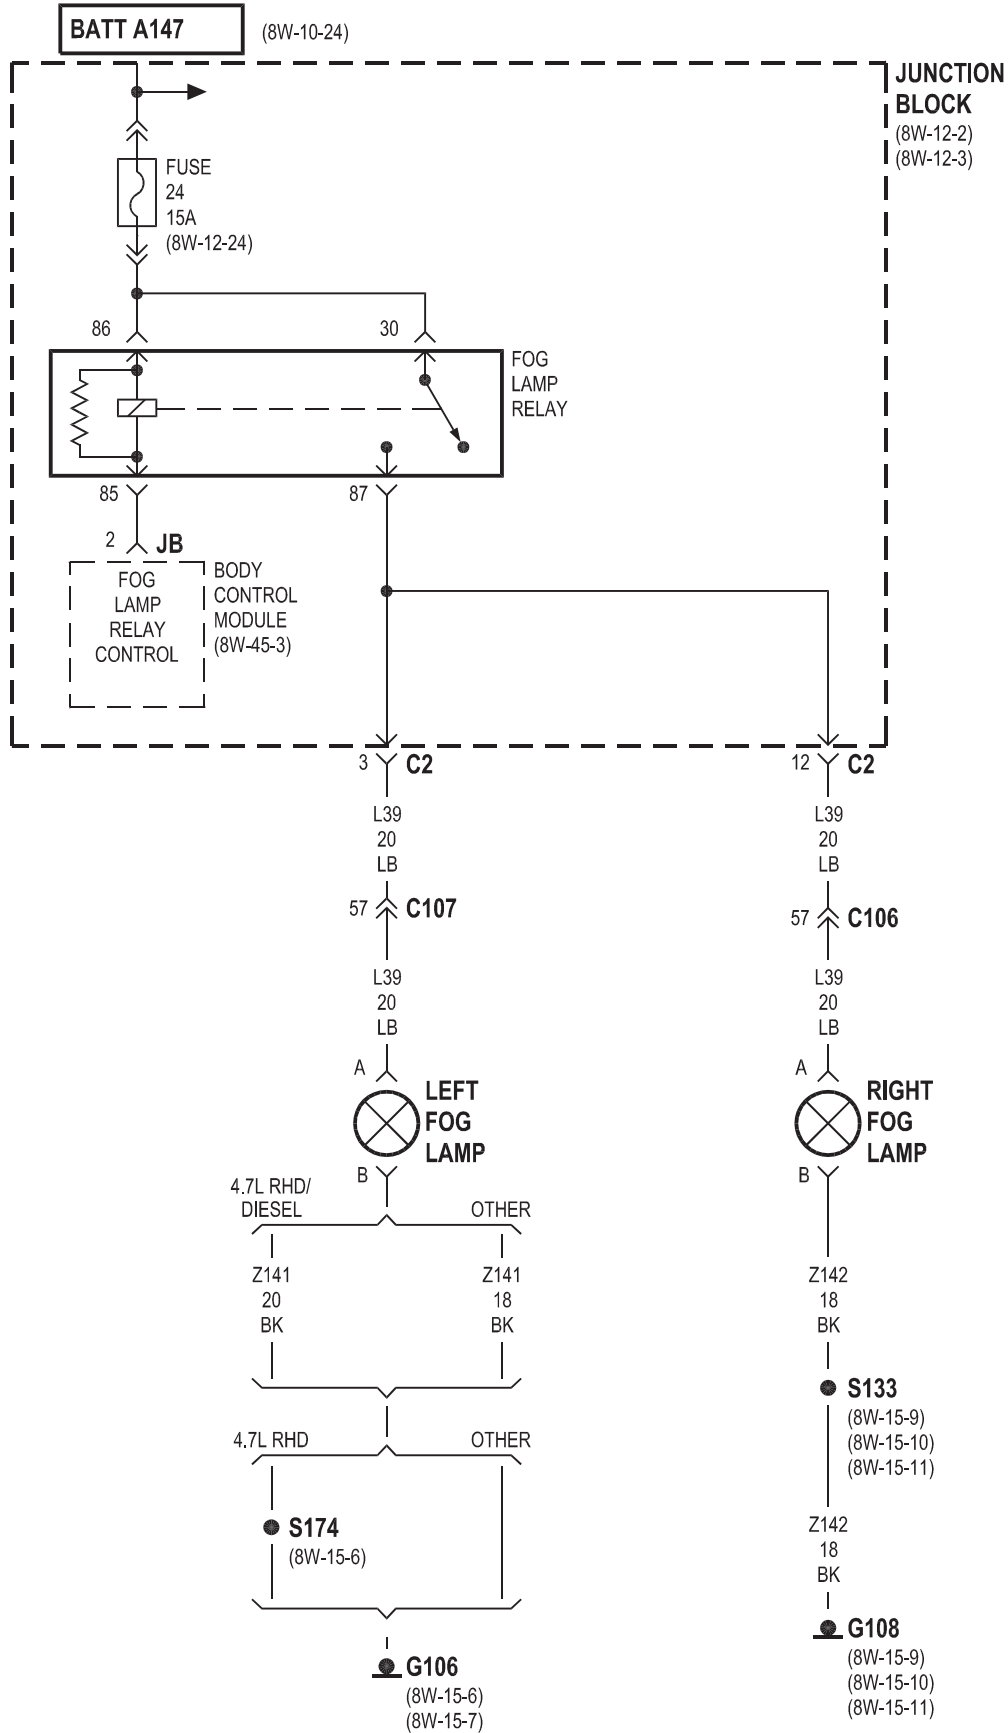 BATT A147
(8W-10-24)
JUNCTION
BLOCK
(8W-12-2)
(8W-12-3)
FUSE
24
15A
(8W-12-24)
86
30
FOG
LAMP
RELAY
85
87
2
JB
FOG
LAMP
RELAY
CONTROL
BODY
CONTROL
MODULE
(8W-45-3)
3
C2
12
C2
L39
20
LB
L39
20
LB
57
C107
57
C106
L39
20
LB
L39
20
LB
A
LEFT
FOG
LAMP
B
A
RIGHT
FOG
LAMP
B
4.7L RHD/
DIESEL
OTHER
Z141
20
BK
Z141
18
BK
Z142
18
BK
S133
(8W-15-9)
(8W-15-10)
(8W-15-11)
4.7L RHD
OTHER
S174
(8W-15-6)
Z142
18
BK
G106
(8W-15-6)
(8W-15-7)
G108
(8W-15-9)
(8W-15-10)
(8W-15-11)